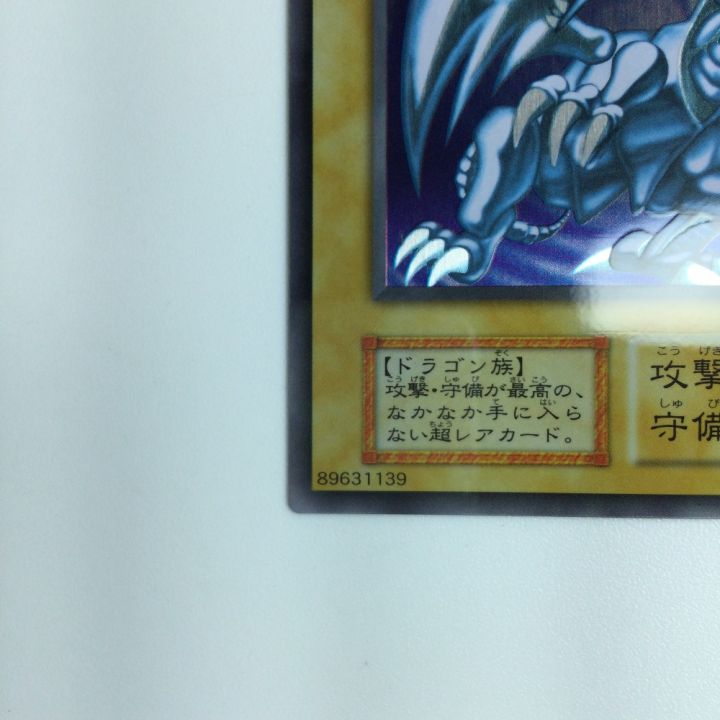 【ドラゴン族】
攻撃・守備が最高の、
なかなか手に入ら
ない超レアカード。
攻撃
守備
89631139